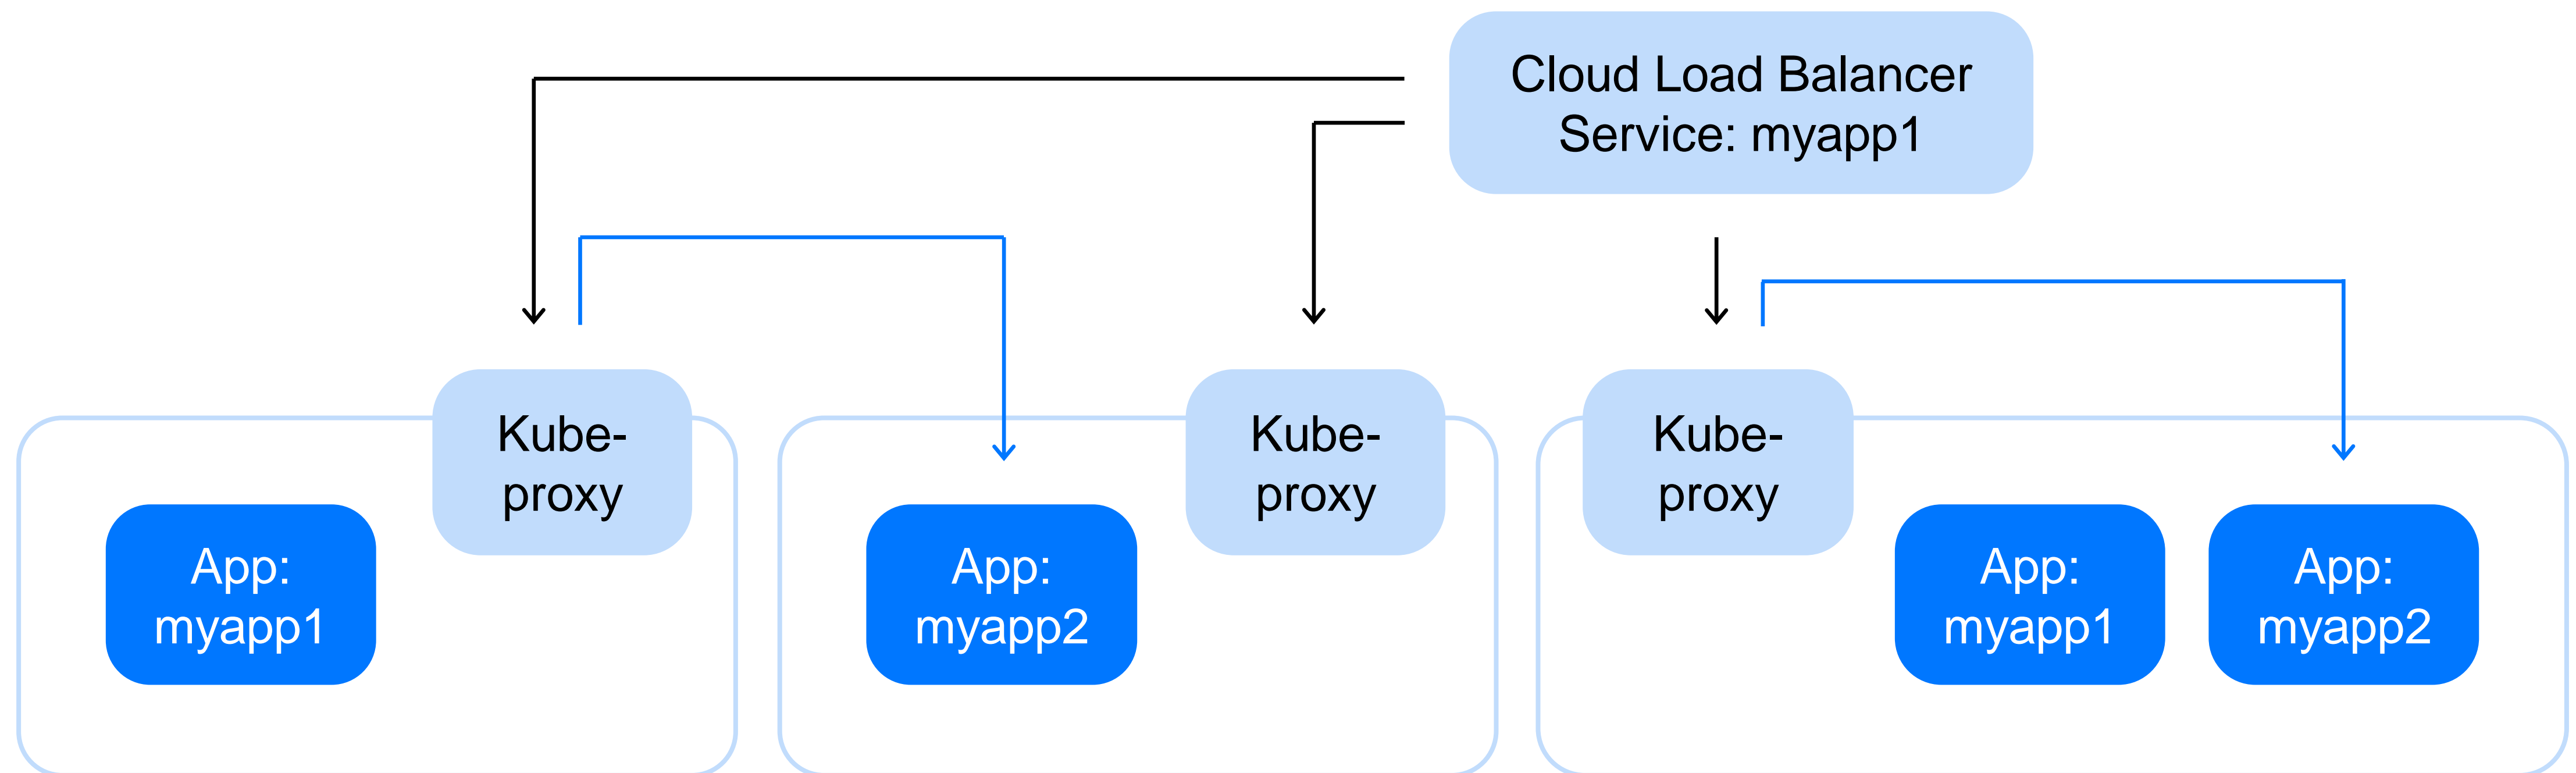 Cloud Load Balancer
Service: myapp1
Kube-
proxy
Kube-
proxy
Kube-
proxy
App:
myapp1
App:
myapp2
App:
myapp1
App:
myapp2